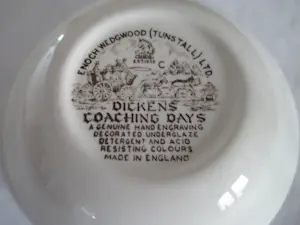 ENOCH WEDGWOOD (TUNSTALL) LTD.
C
DICKENS
COACHING DAYS
A GENUINE HAND ENGRAVING
DECORATED UNDERGLAZE
DETERGENT AND ACID
RESISTING COLOURS
MADE IN ENGLAND